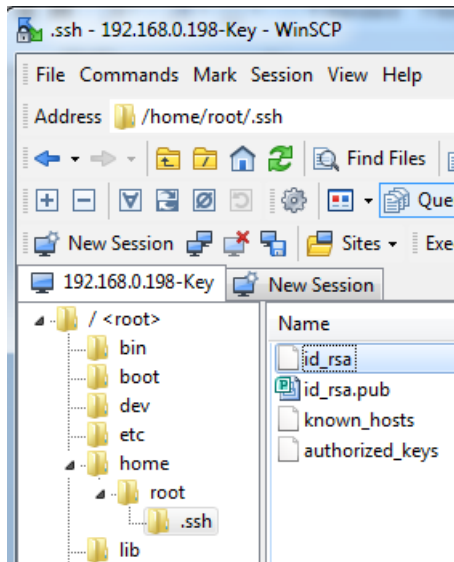 .ssh - 192.168.0.198-Key - WinSCP
File Commands Mark Session View Help
Address /home/root/.ssh
Find Files
Que
New Session Sites Exe
192.168.0.198-Key New Session
/ <root>
bin
boot
dev
etc
home
root
.ssh
lib
Name
id_rsa
id_rsa.pub
known_hosts
authorized_keys